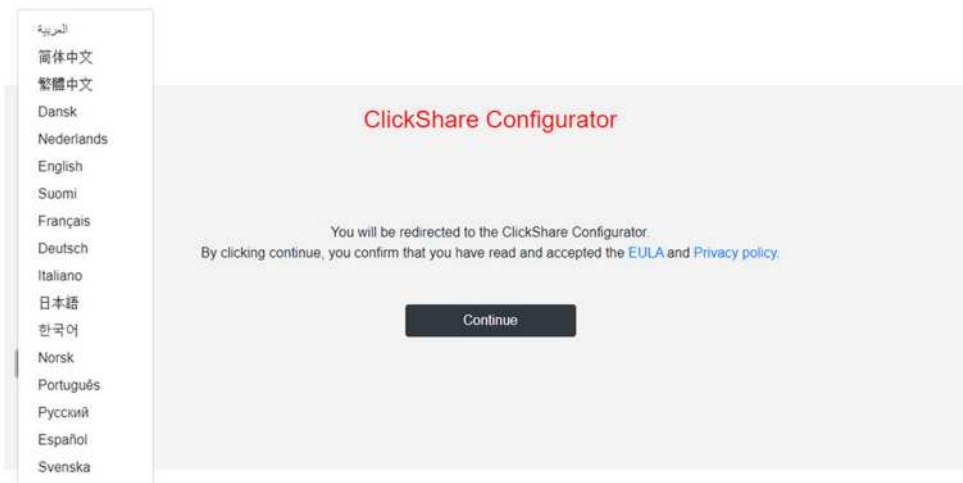 العربية
简体中文
繁體中文
Dansk
Nederlands
English
Suomi
Français
Deutsch
Italiano
日本語
한국어
Norsk
Português
Русский
Español
Svenska
ClickShare Configurator
You will be redirected to the ClickShare Configurator.
By clicking continue, you confirm that you have read and accepted the EULA and Privacy policy.
Continue